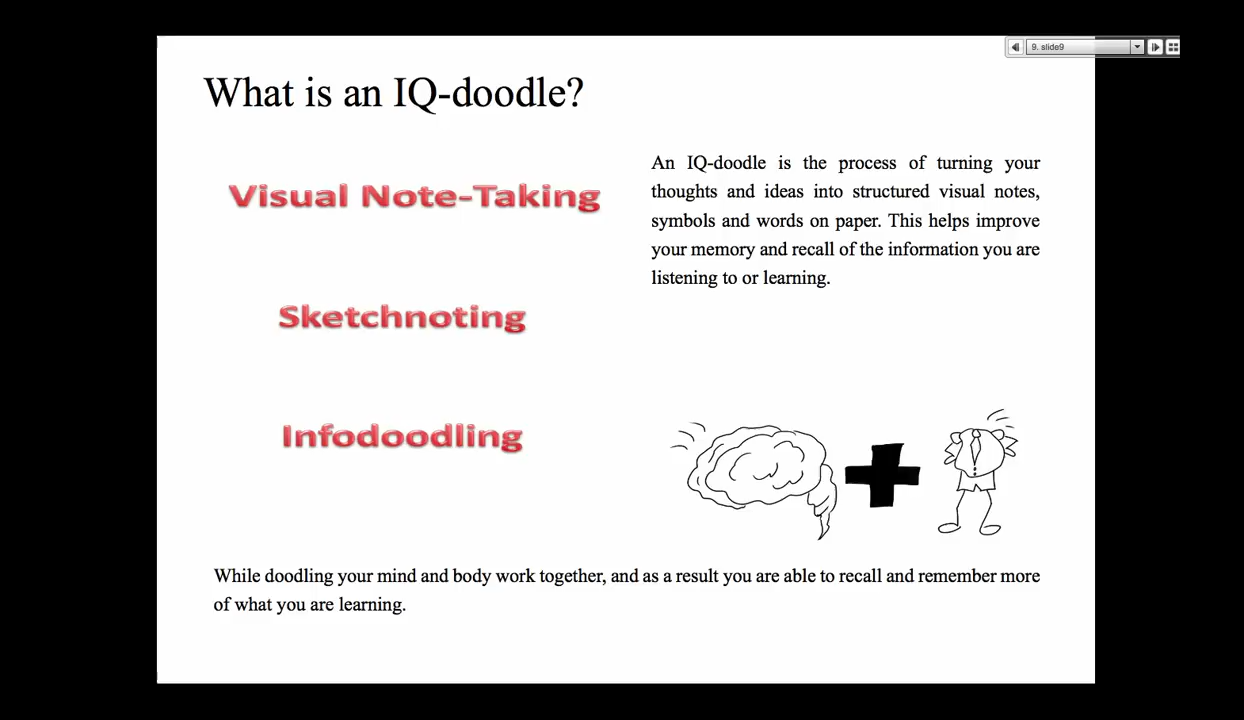 9. slide9
What is an IQ-doodle?
Visual Note-Taking
Sketchnoting
Infodoodling
An IQ-doodle is the process of turning your
thoughts and ideas into structured visual notes,
symbols and words on paper. This helps improve
your memory and recall of the information you are
listening to or learning.
While doodling your mind and body work together, and as a result you are able to recall and remember more
of what you are learning.